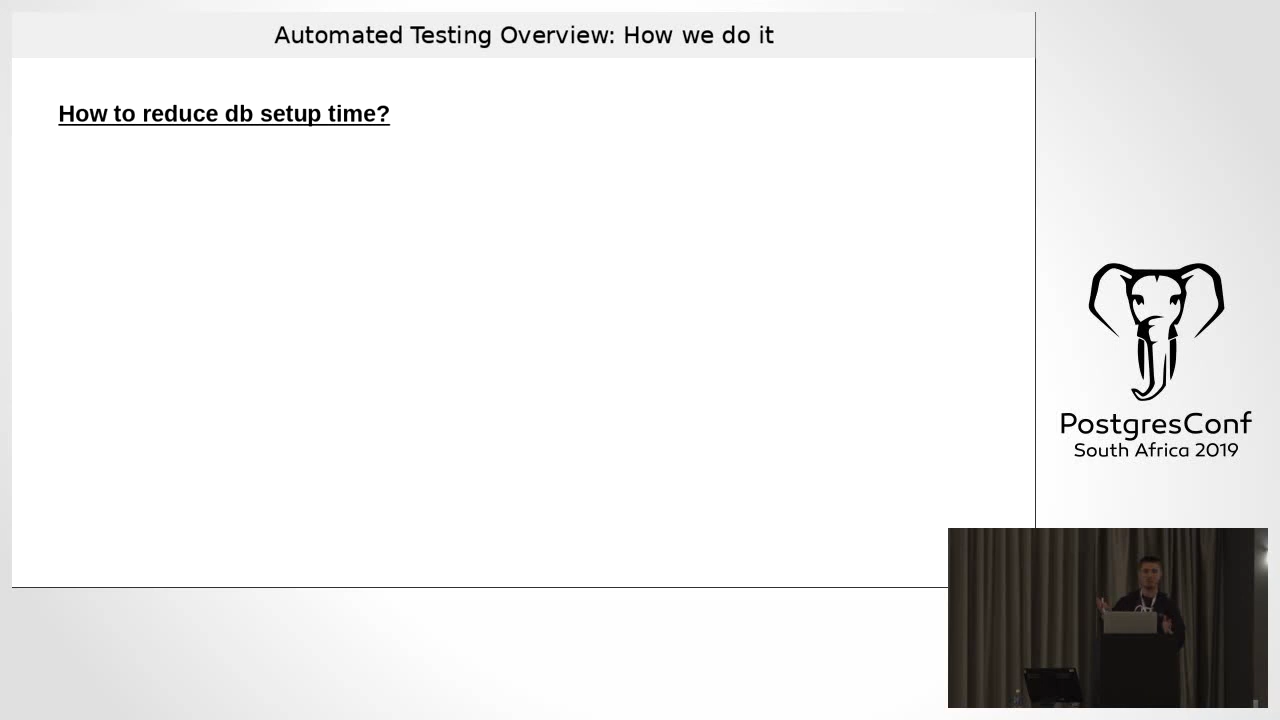 Automated Testing Overview: How we do it
How to reduce db setup time?
PostgresConf
South Africa 2019